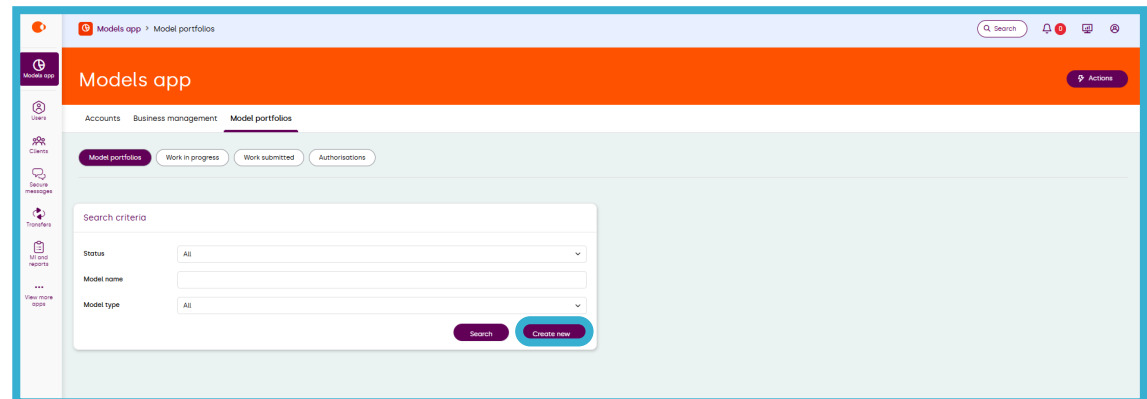 Models app > Model portfolios
Search
0
Models app
Actions
Models app
Users
Clients
Secure
messages
Transfers
MI and
reports
View more
apps
Accounts Business management Model portfolios
Model portfolios Work in progress Work submitted Authorisations
Search criteria
Status All
Model name
Model type All
Search Create new